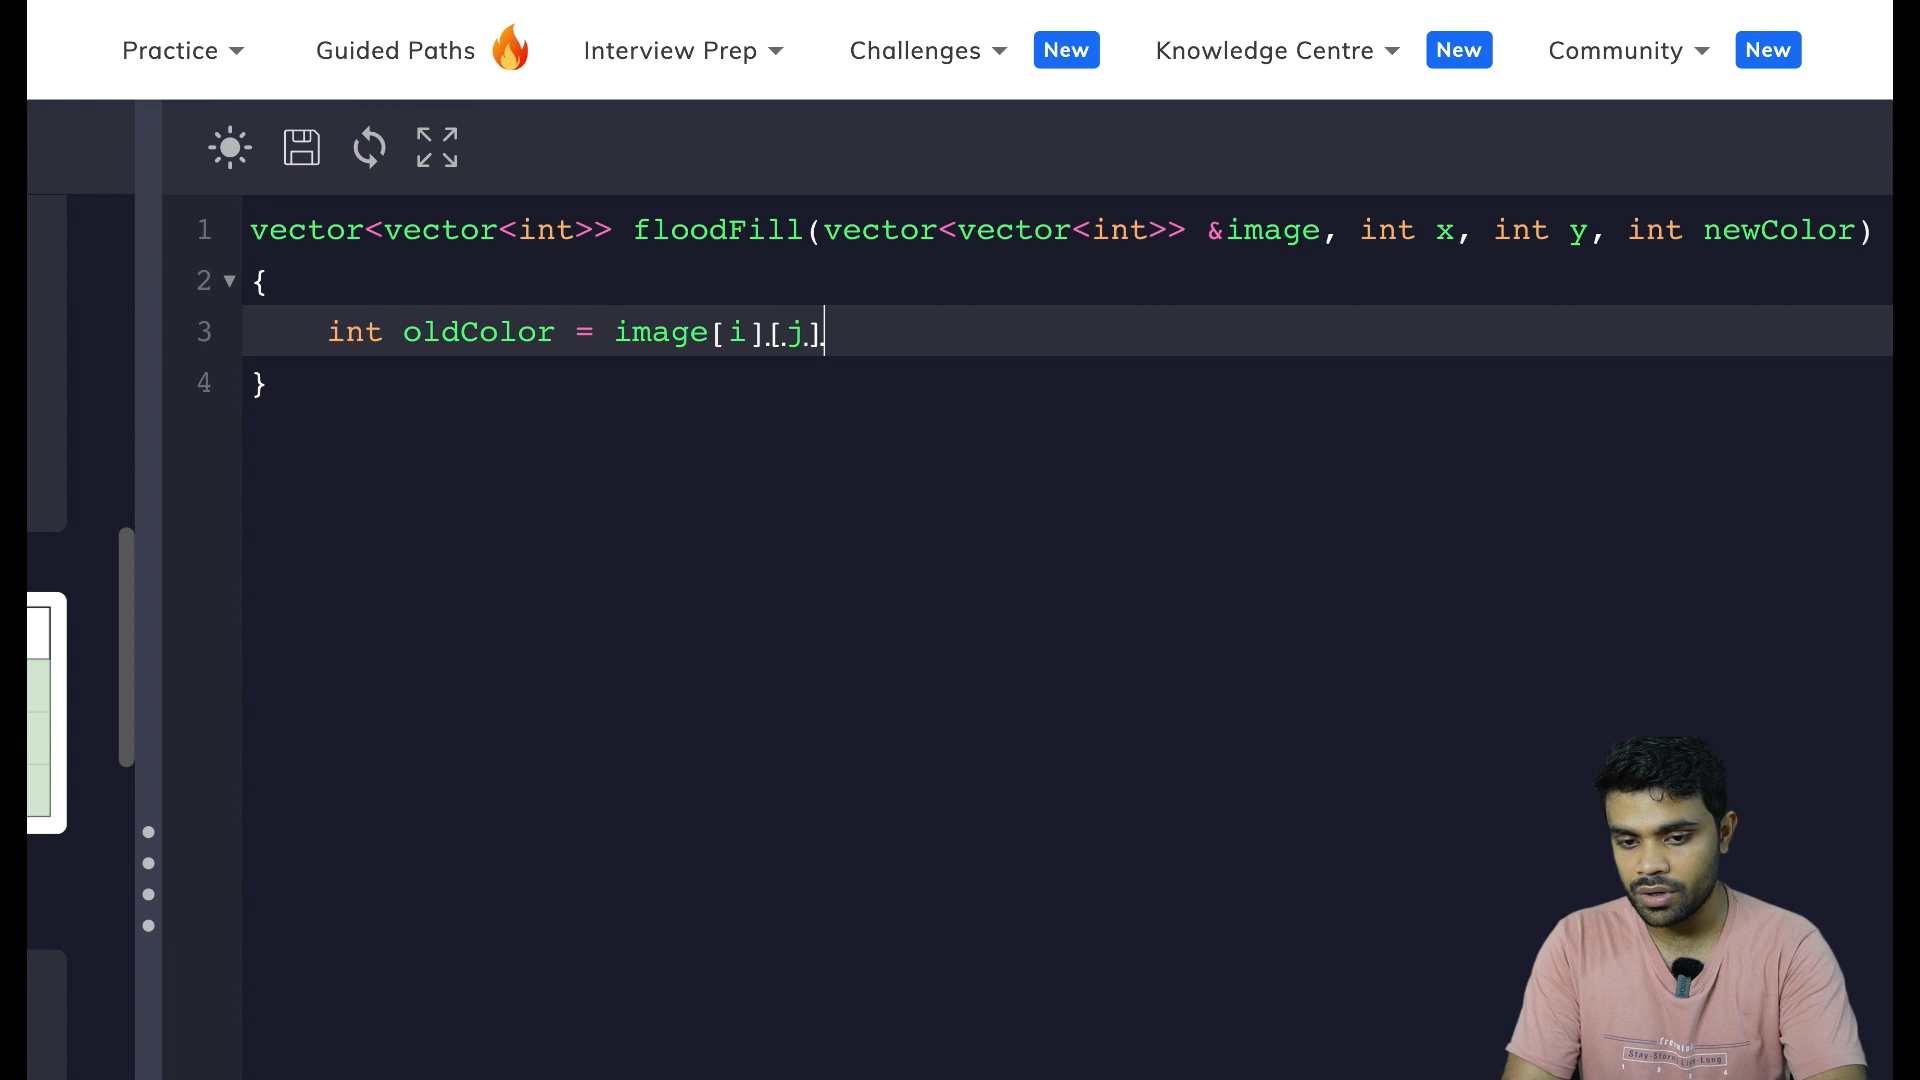 Practice Guided Paths Interview Prep Challenges New Knowledge Centre New Community New
1 vector<vector<int>> floodFill(vector<vector<int>> &image, int x, int y, int newColor)
2 {
3 int oldColor = image[i][j]
4 }